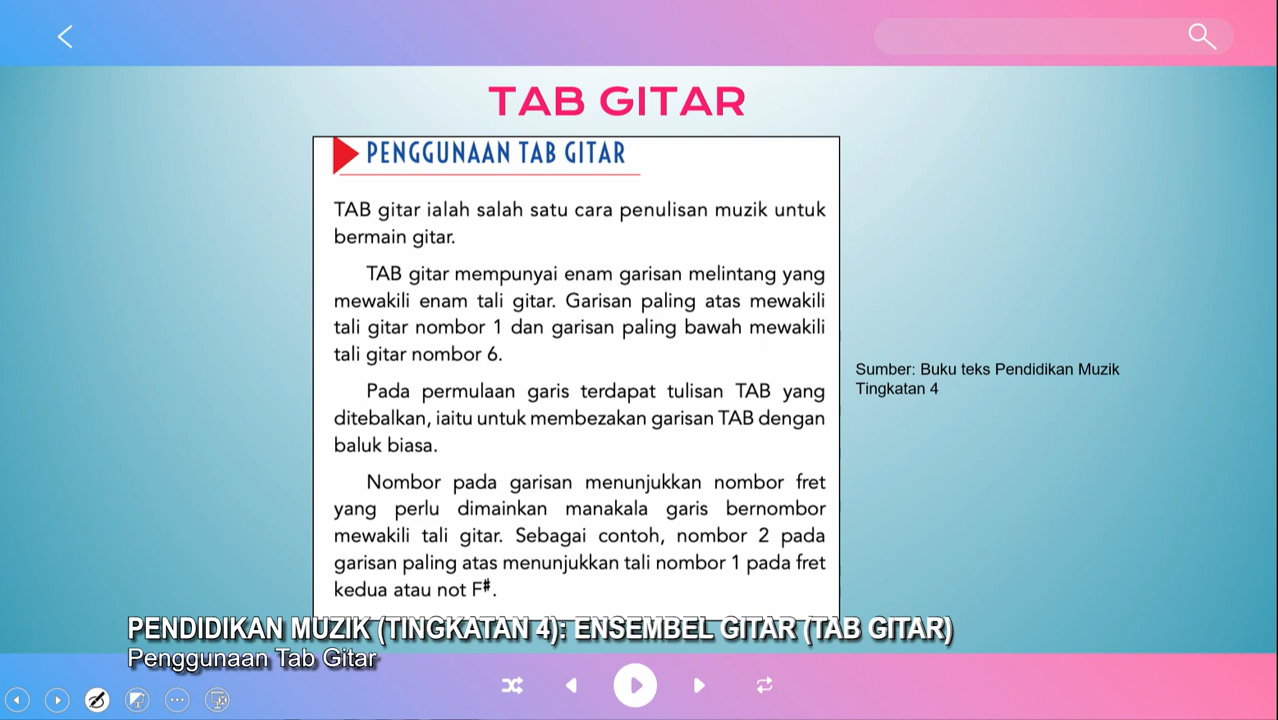 TAB GITAR
PENGGUNAAN TAB GITAR
TAB gitar ialah salah satu cara penulisan muzik untuk
bermain gitar.
TAB gitar mempunyai enam garisan melintang yang
mewakili enam tali gitar. Garisan paling atas mewakili
tali gitar nombor 1 dan garisan paling bawah mewakili
tali gitar nombor 6.
Pada permulaan garis terdapat tulisan TAB yang
ditebalkan, iaitu untuk membezakan garisan TAB dengan
baluk biasa.
Nombor pada garisan menunjukkan nombor fret
yang perlu dimainkan manakala garis bernombor
mewakili tali gitar. Sebagai contoh, nombor 2 pada
garisan paling atas menunjukkan tali nombor 1 pada fret
kedua atau not F♯.
Sumber: Buku teks Pendidikan Muzik
Tingkatan 4
PENDIDIKAN MUZIK (TINGKATAN 4): ENSEMBEL GITAR (TAB GITAR)
Penggunaan Tab Gitar